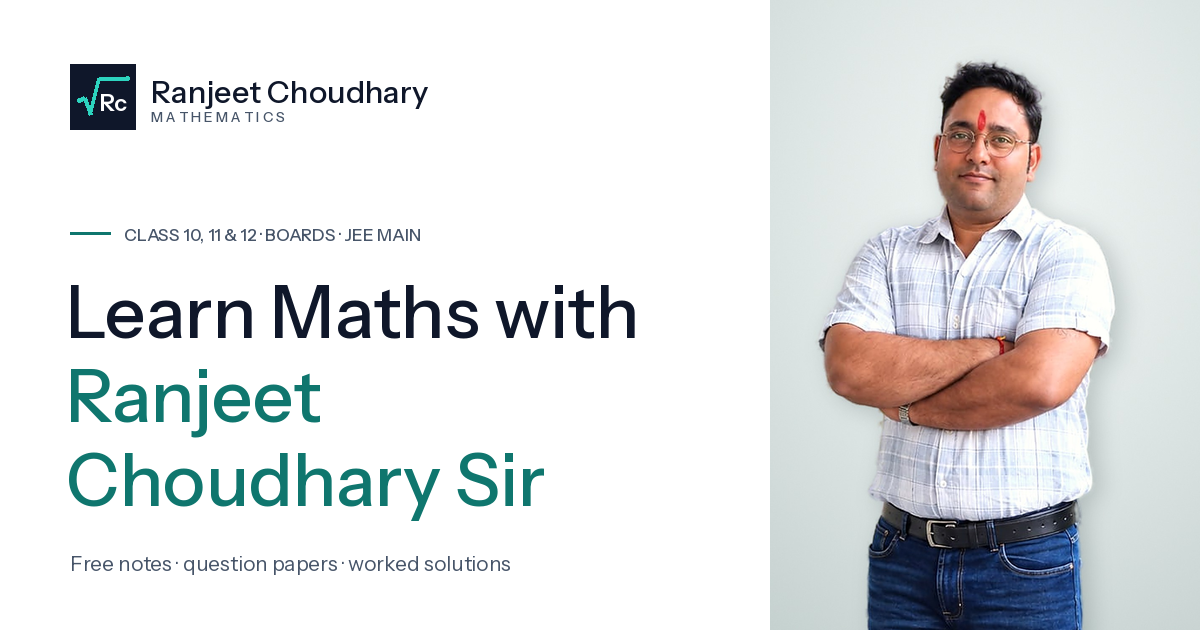 Rc
Ranjeet Choudhary
MATHEMATICS
CLASS 10, 11 & 12 · BOARDS · JEE MAIN
Learn Maths with
Ranjeet
Choudhary Sir
Free notes · question papers · worked solutions